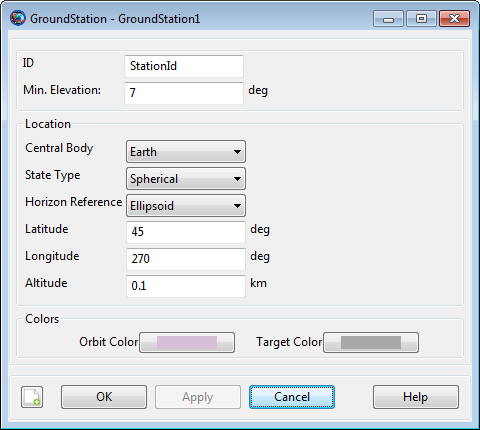 GroundStation - GroundStation1
ID StationId
Min. Elevation: 7 deg
Location
Central Body Earth
State Type Spherical
Horizon Reference Ellipsoid
Latitude 45 deg
Longitude 270 deg
Altitude 0.1 km
Colors
Orbit Color Target Color
OK Apply Cancel Help